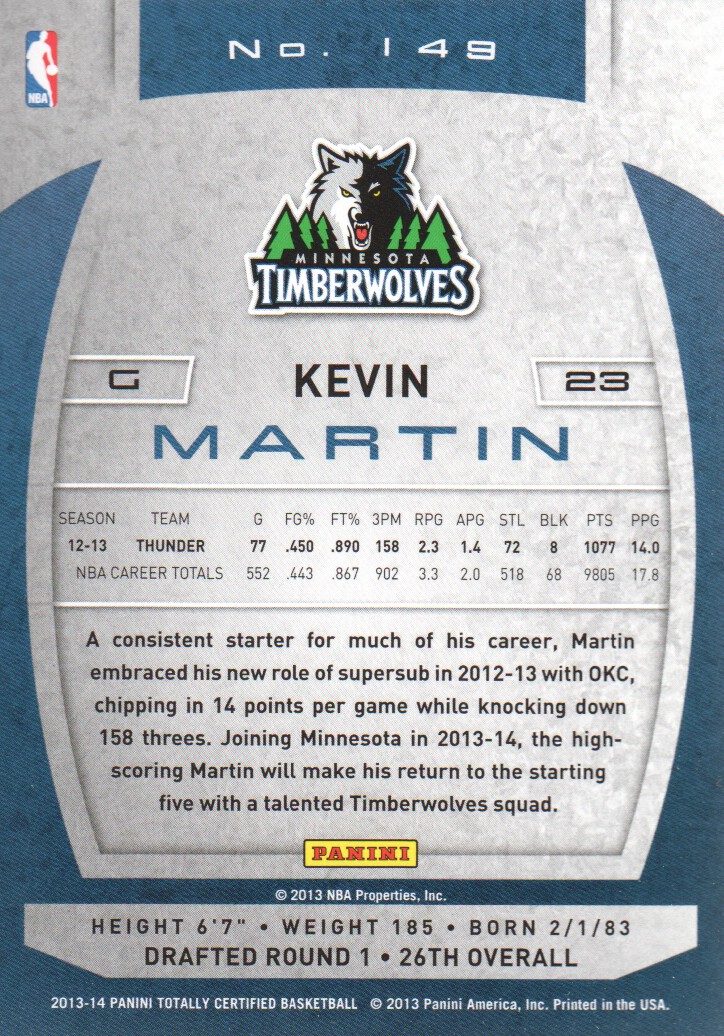 No. 149
NBA
MINNESOTA
TIMBERWOLVES
G KEVIN 23
MARTIN
SEASON TEAM G FG% FT% 3PM RPG APG STL BLK PTS PPG
12-13 THUNDER 77 .450 .890 158 2.3 1.4 72 8 1077 14.0
NBA CAREER TOTALS 552 .443 .867 902 3.3 2.0 518 68 9805 17.8
A consistent starter for much of his career, Martin
embraced his new role of supersub in 2012-13 with OKC,
chipping in 14 points per game while knocking down
158 threes. Joining Minnesota in 2013-14, the high-
scoring Martin will make his return to the starting
five with a talented Timberwolves squad.
PANINI
© 2013 NBA Properties, Inc.
HEIGHT 6'7" • WEIGHT 185 • BORN 2/1/83
DRAFTED ROUND 1 • 26TH OVERALL
2013-14 PANINI TOTALLY CERTIFIED BASKETBALL © 2013 Panini America, Inc. Printed in the USA.